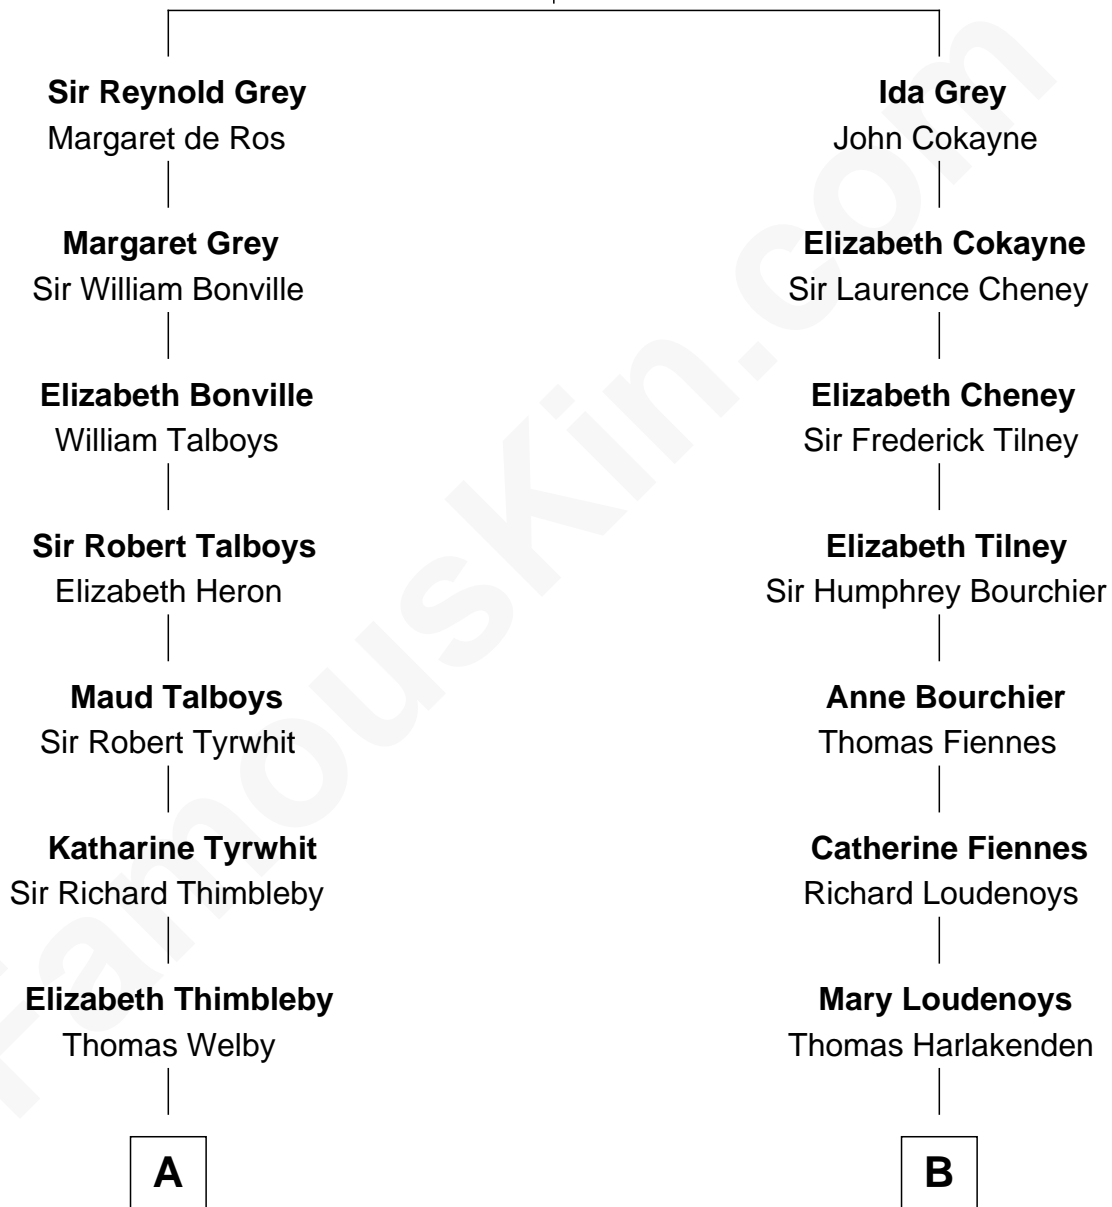 Sir Reynold Grey
Margaret de Ros
Ida Grey
John Cokayne
Margaret Grey
Sir William Bonville
Elizabeth Cokayne
Sir Laurence Cheney
Elizabeth Bonville
William Talboys
Elizabeth Cheney
Sir Frederick Tilney
Sir Robert Talboys
Elizabeth Heron
Elizabeth Tilney
Sir Humphrey Bourchier
Maud Talboys
Sir Robert Tyrwhit
Anne Bourchier
Thomas Fiennes
Katharine Tyrwhit
Sir Richard Thimbleby
Catherine Fiennes
Richard Loudenoys
Elizabeth Thimbleby
Thomas Welby
Mary Loudenoys
Thomas Harlakenden
A
B
FamousKin.com